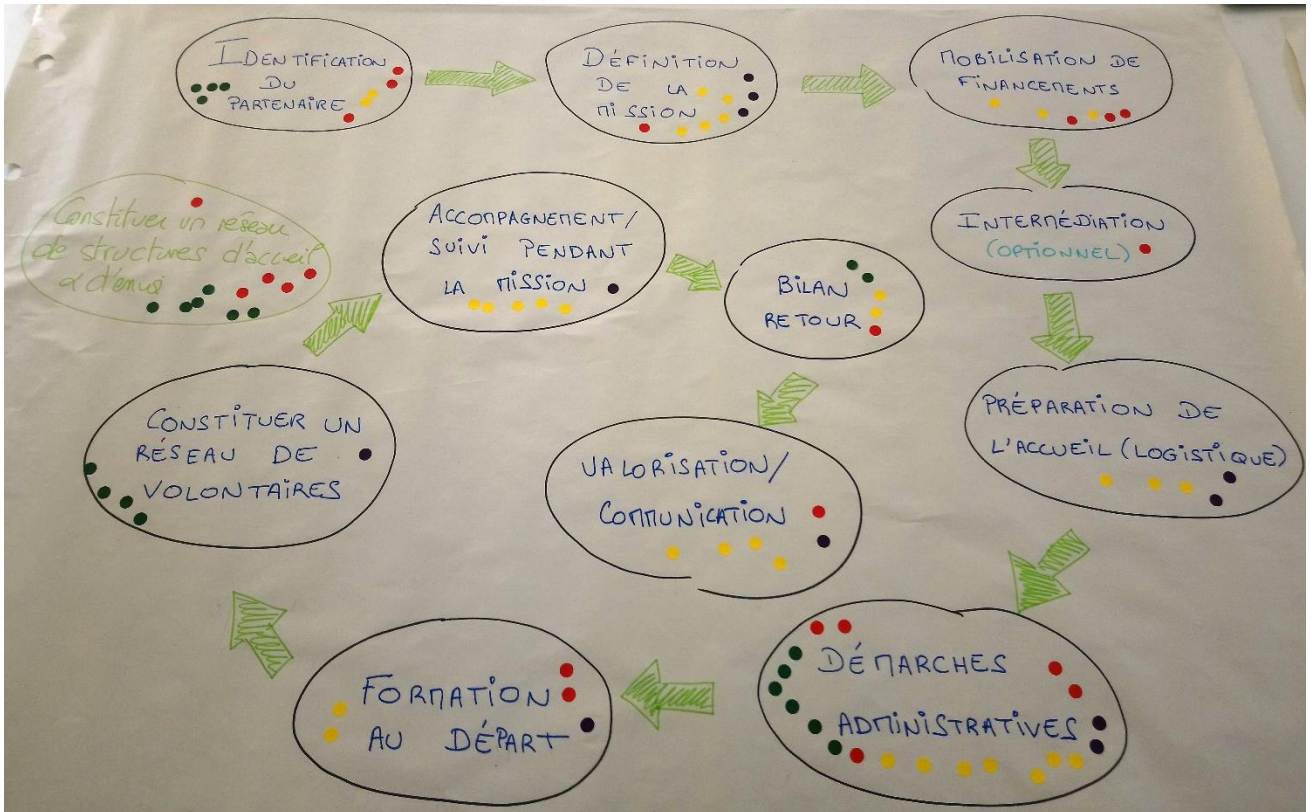 IDENTIFICATION
DU
PARTENAIRE
DÉFINITION
DE LA
MISSION
MOBILISATION DE
FINANCEMENTS
INTERMÉDIATION
(OPTIONNEL)
PRÉPARATION DE
L'ACCUEIL (LOGISTIQUE)
DÉMARCHES
ADMINISTRATIVES
FORMATION
AU DÉPART
CONSTITUER UN
RÉSEAU DE
VOLONTAIRES
ACCOMPAGNEMENT/
SUIVI PENDANT
LA MISSION
BILAN
RETOUR
VALORISATION/
COMMUNICATION
Constituer un réseau
de structures d'accueil
& d'envoi